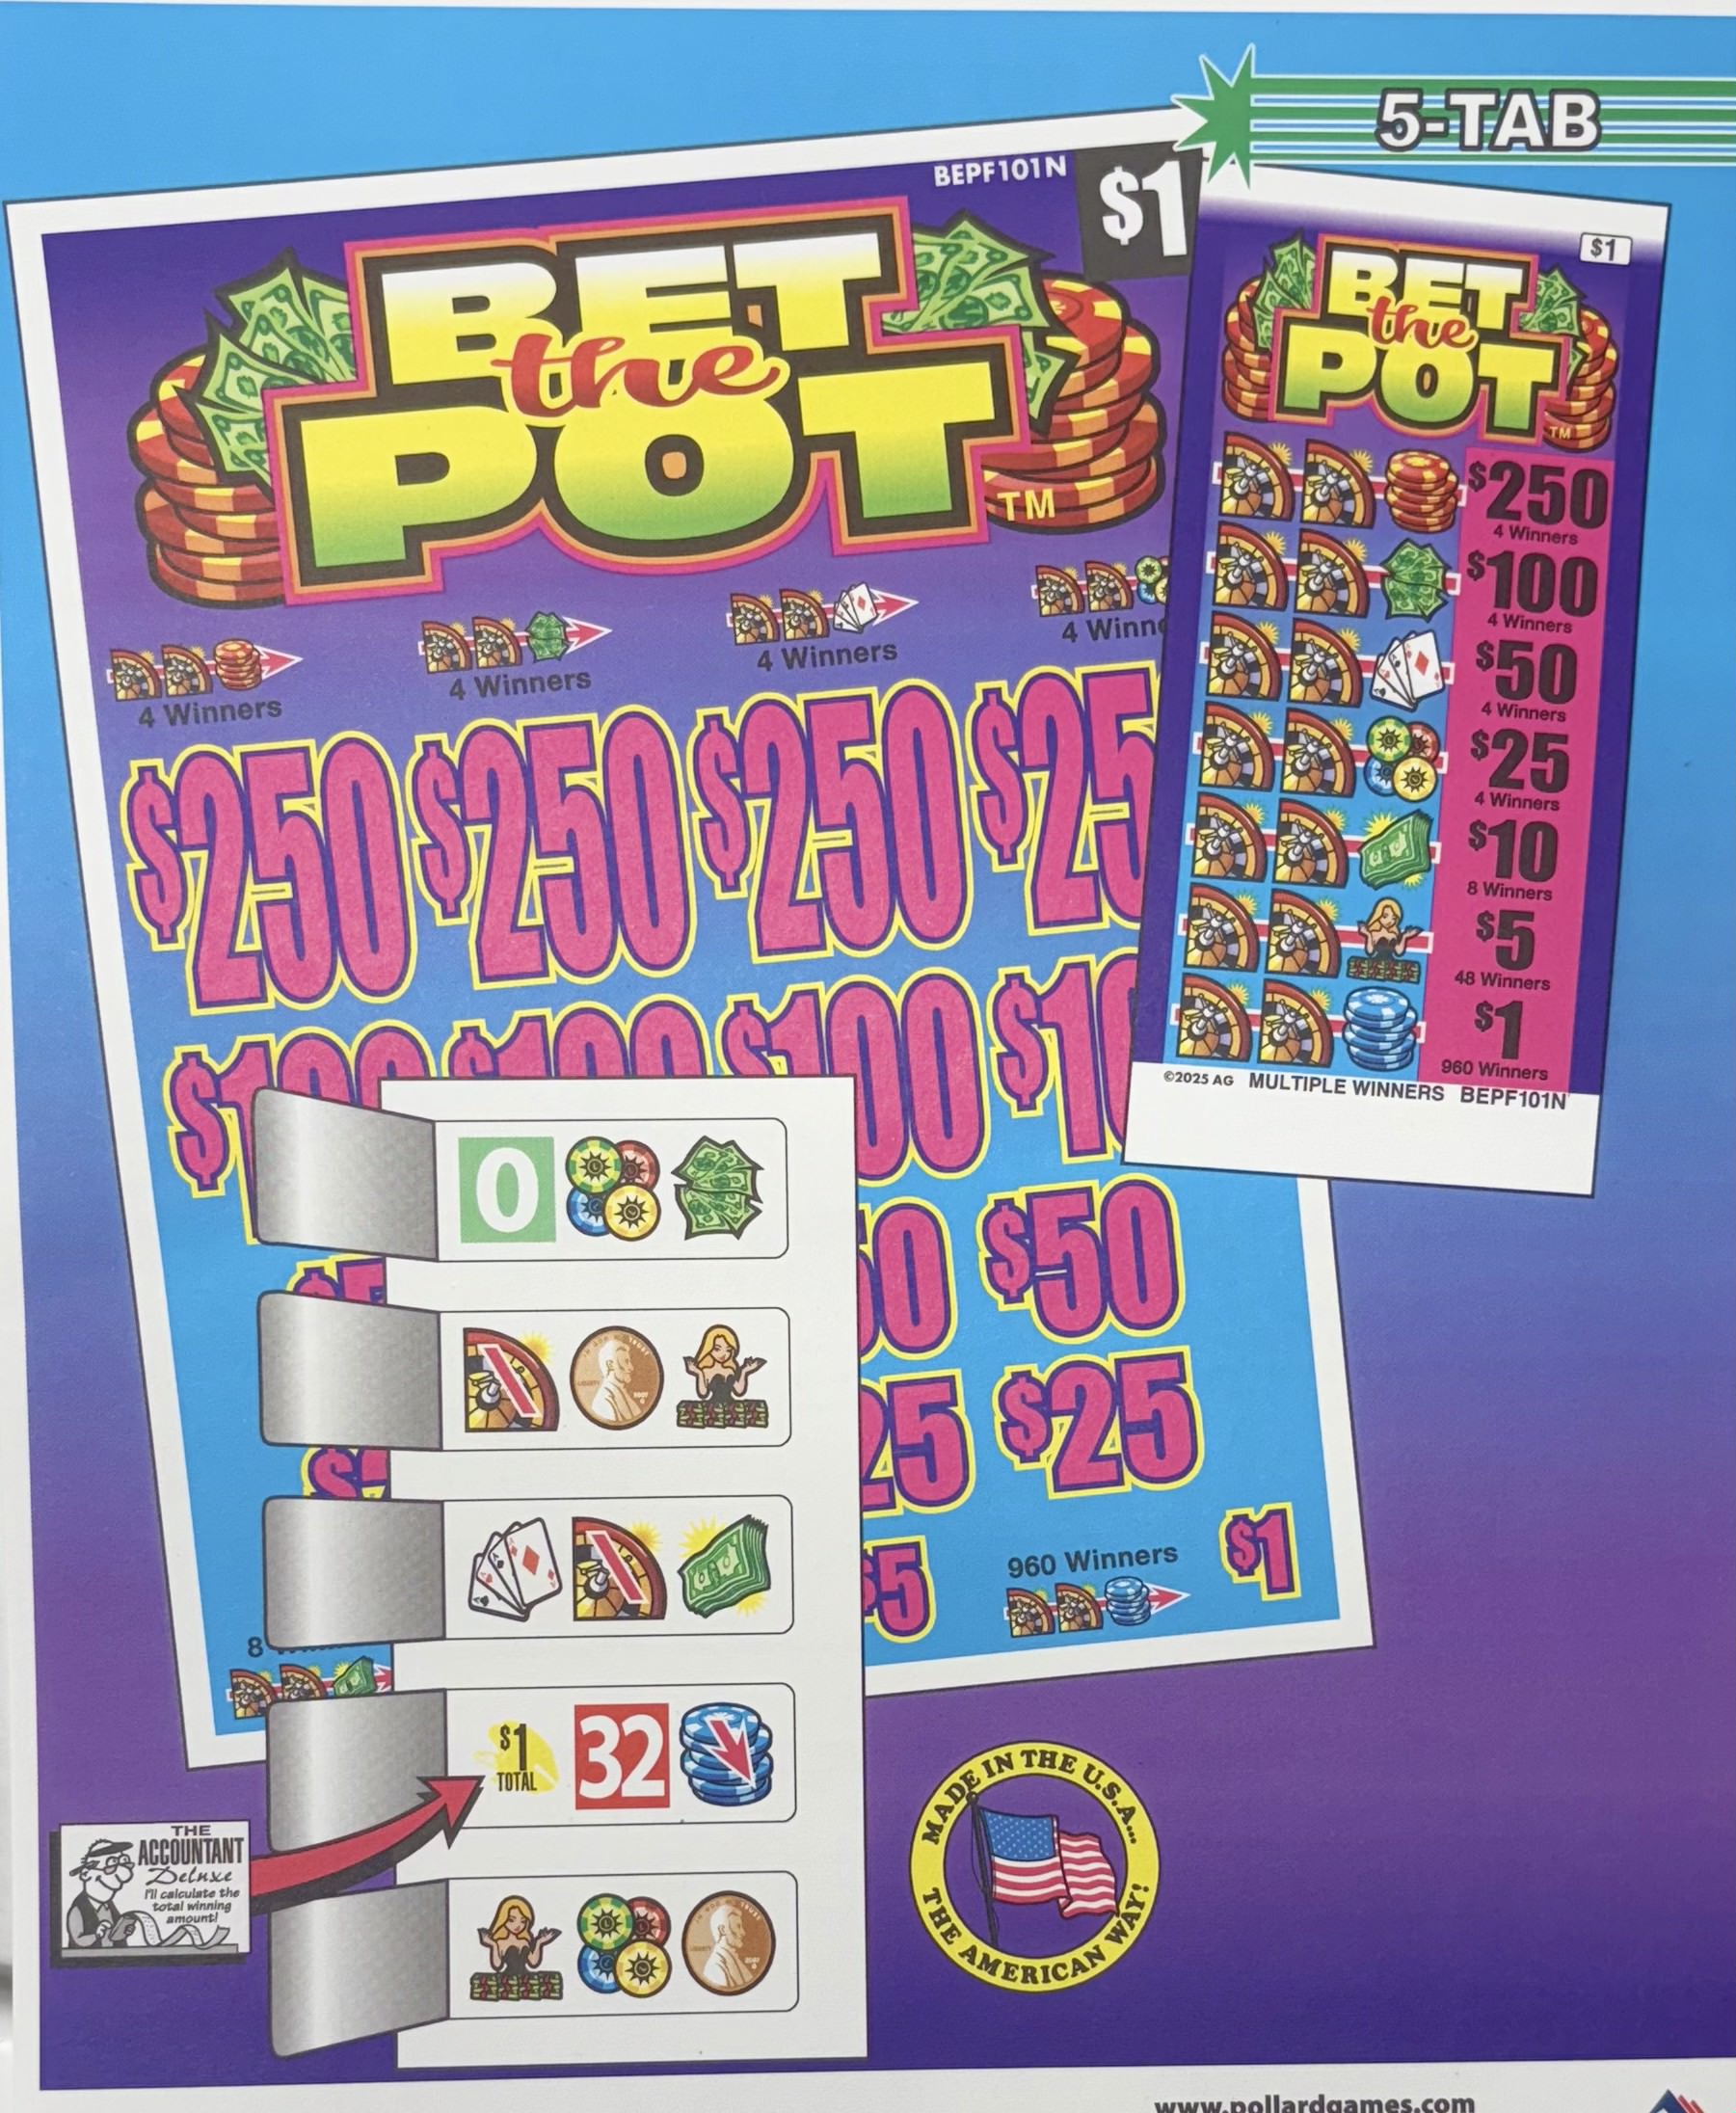 5-TAB
BEPF101N
$1
BET
the
POT
TM
4 Winners
4 Winners
4 Winners
4 Winn
$250 $250 $250 $25
$100 $100 $100 $10
$50
$25
$5
960 Winners
$1
8
$1
BET
the
POT
TM
$250
4 Winners
$100
4 Winners
$50
4 Winners
$25
4 Winners
$10
8 Winners
$5
48 Winners
$1
960 Winners
©2025 AG MULTIPLE WINNERS BEPF101N
0
$1
TOTAL
32
THE
ACCOUNTANT
Deluxe
I'll calculate the
total winning
amount!
MADE IN THE U.S.A...
THE AMERICAN WAY!
www.pollardgames.com